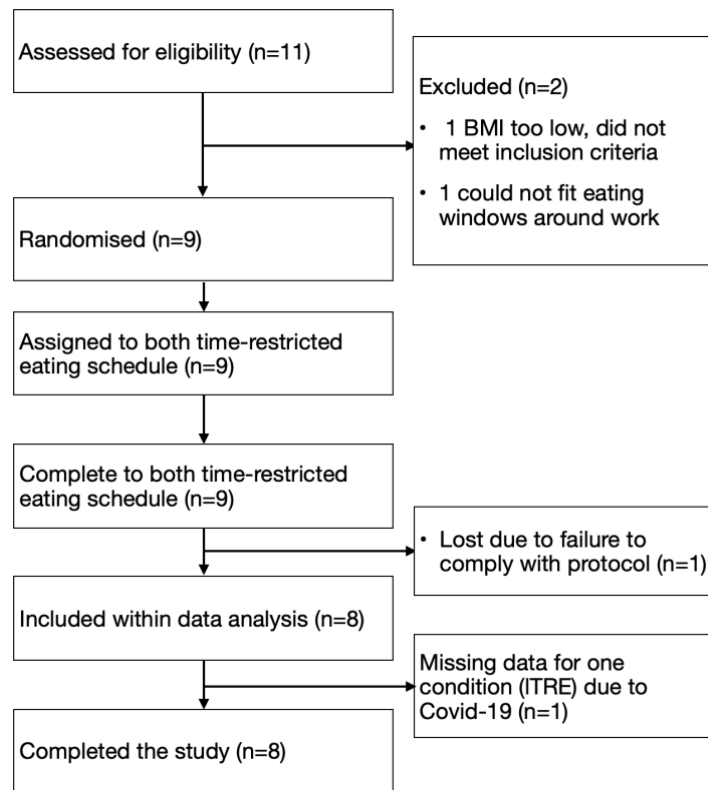 Assessed for eligibility (n=11)
Excluded (n=2)
• 1 BMI too low, did not
meet inclusion criteria
• 1 could not fit eating
windows around work
Randomised (n=9)
Assigned to both time-restricted
eating schedule (n=9)
Complete to both time-restricted
eating schedule (n=9)
• Lost due to failure to
comply with protocol (n=1)
Included within data analysis (n=8)
Missing data for one
condition (lTRE) due to
Covid-19 (n=1)
Completed the study (n=8)